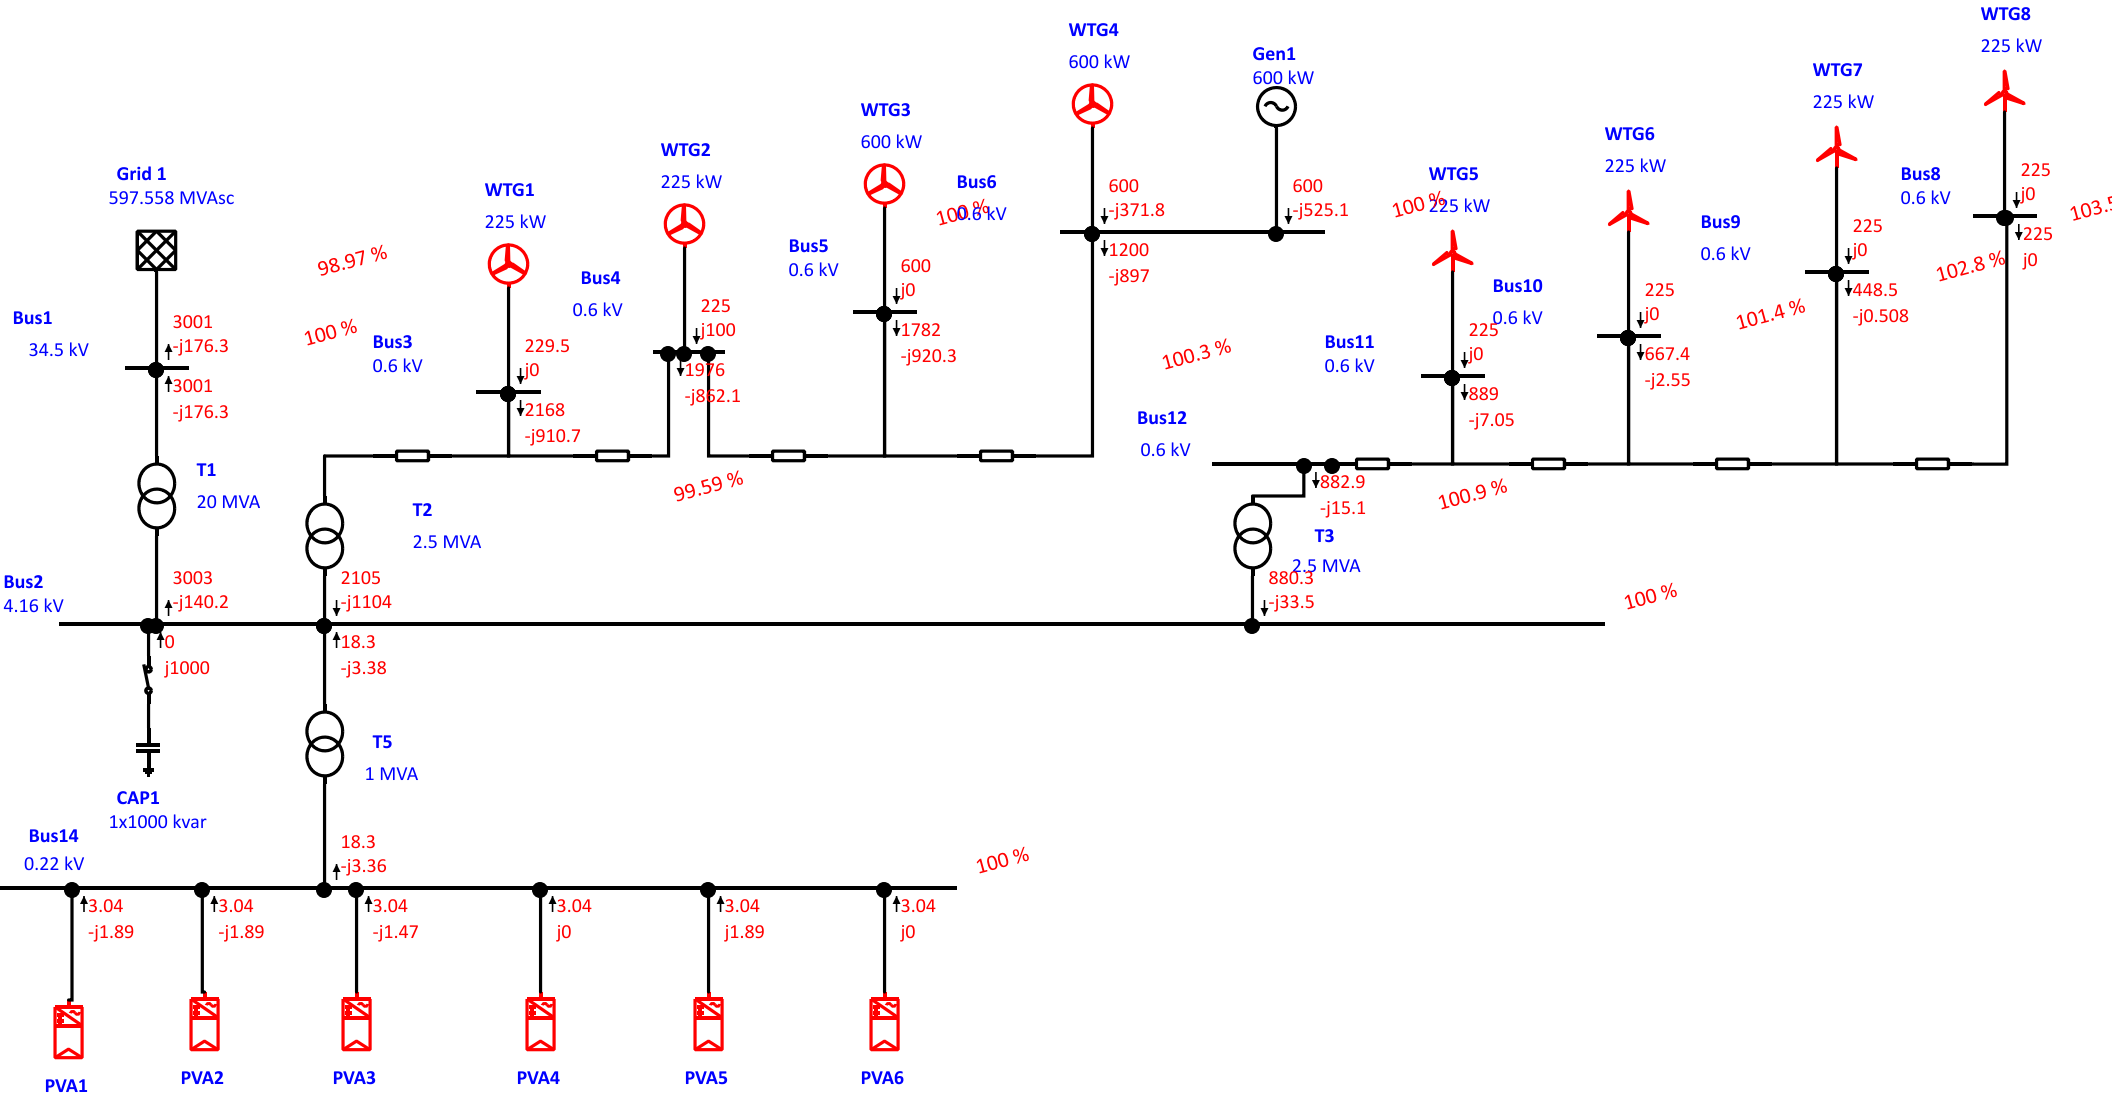 WTG8
225 kW
WTG4
600 kW
Gen1
600 kW
WTG7
225 kW
WTG3
600 kW
WTG6
225 kW
WTG2
225 kW
Grid 1
597.558 MVAsc
WTG1
225 kW
Bus6
0.6 kV
100 %
600
-j371.8
1200
-j897
600
-j525.1
WTG5
225 kW
100 %
Bus8
0.6 kV
225
j0
225
j0
103.5
98.97 %
Bus5
0.6 kV
600
j0
1782
-j920.3
Bus9
0.6 kV
225
j0
448.5
-j0.508
102.8 %
Bus4
0.6 kV
225
j100
1976
-j862.1
Bus10
0.6 kV
225
j0
667.4
-j2.55
101.4 %
Bus1
34.5 kV
3001
-j176.3
3001
-j176.3
100 %
Bus3
0.6 kV
229.5
j0
2168
-j910.7
100.3 %
Bus11
0.6 kV
225
j0
889
-j7.05
Bus12
0.6 kV
882.9
-j15.1
100.9 %
99.59 %
T1
20 MVA
T2
2.5 MVA
T3
2.5 MVA
Bus2
4.16 kV
3003
-j140.2
2105
-j1104
880.3
-j33.5
100 %
0
j1000
18.3
-j3.38
T5
1 MVA
CAP1
1x1000 kvar
Bus14
0.22 kV
18.3
-j3.36
100 %
3.04
-j1.89
3.04
-j1.89
3.04
-j1.47
3.04
j0
3.04
j1.89
3.04
j0
PVA1
PVA2
PVA3
PVA4
PVA5
PVA6